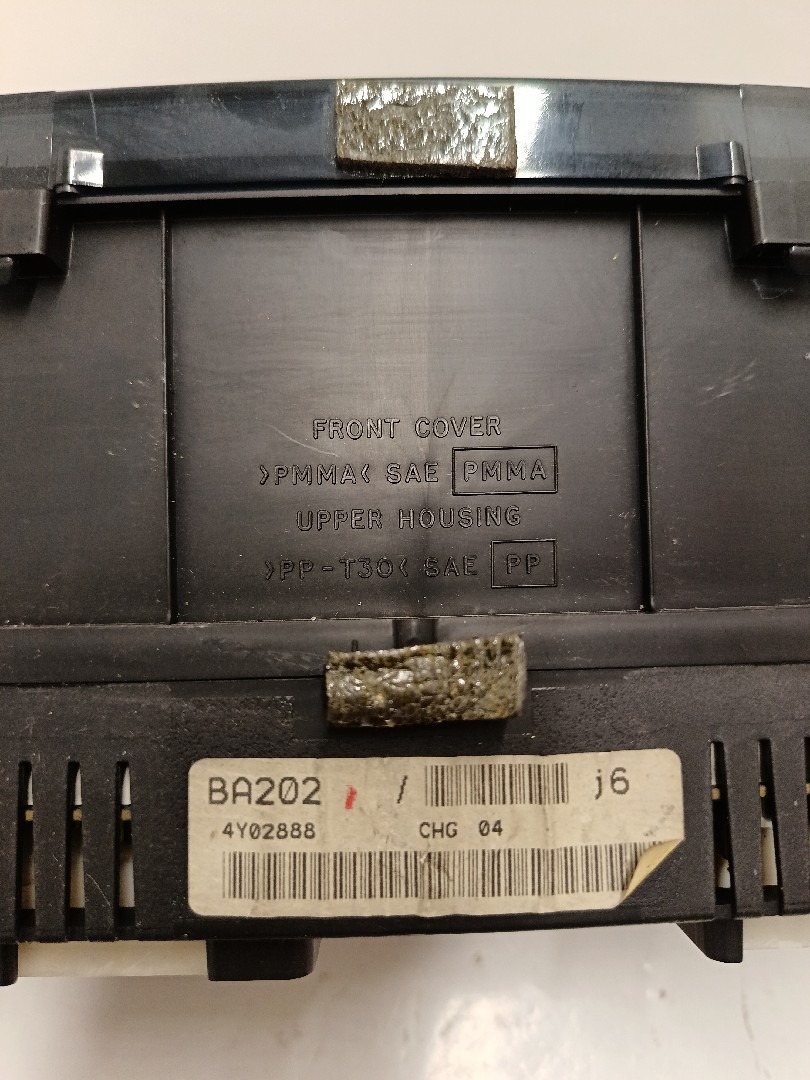 FRONT COVER
>PMMA< SAE PMMA
UPPER HOUSING
>PP-T30< SAE PP
BA202 / j6
4Y02888 CHG 04